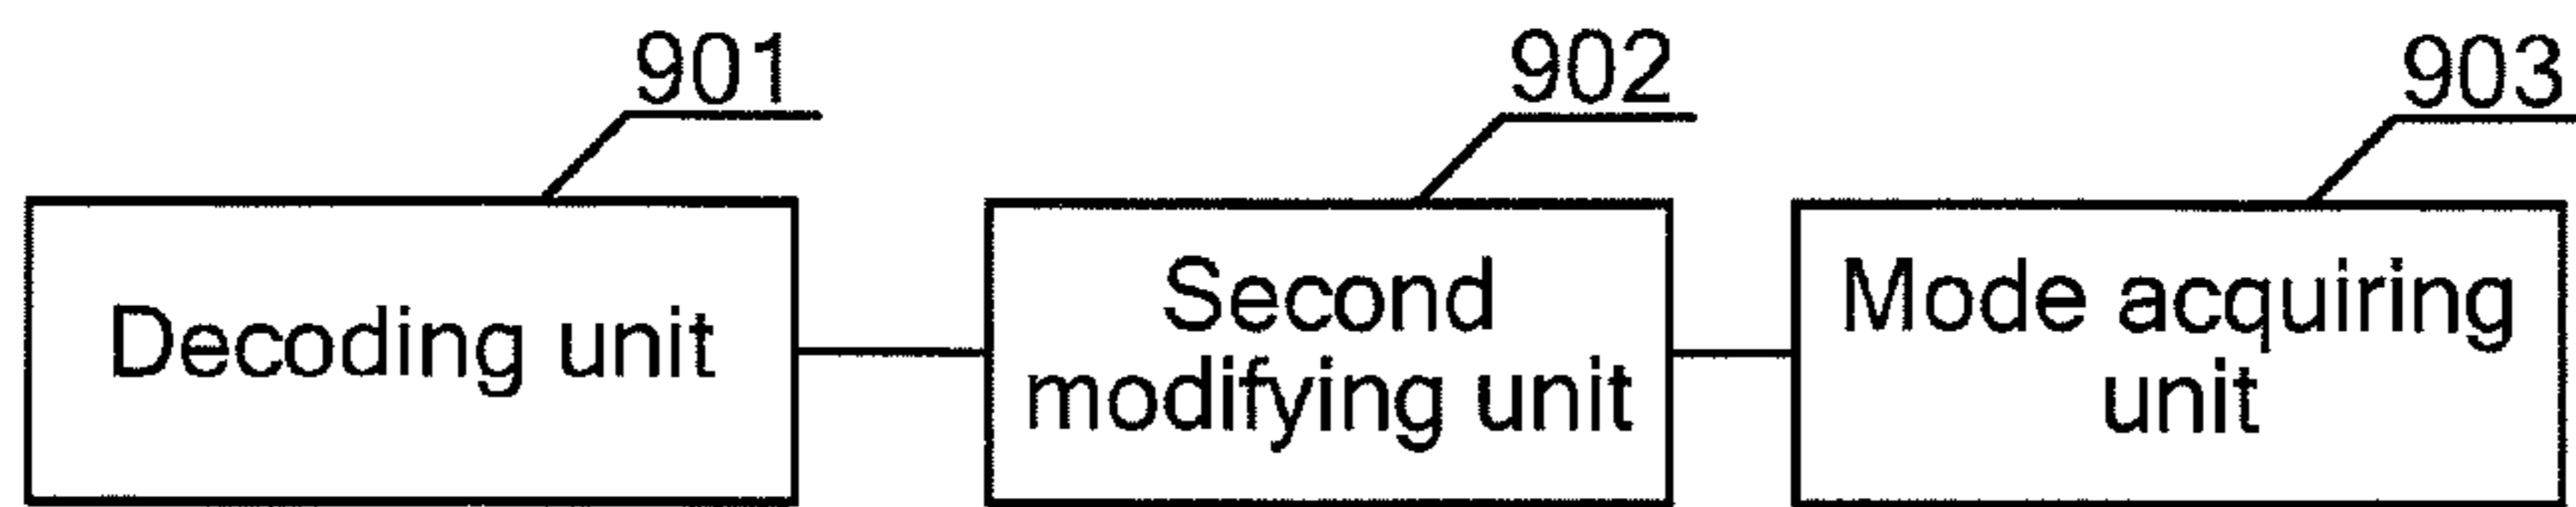 901
902
903
Decoding unit
Second
modifying unit
Mode acquiring
unit